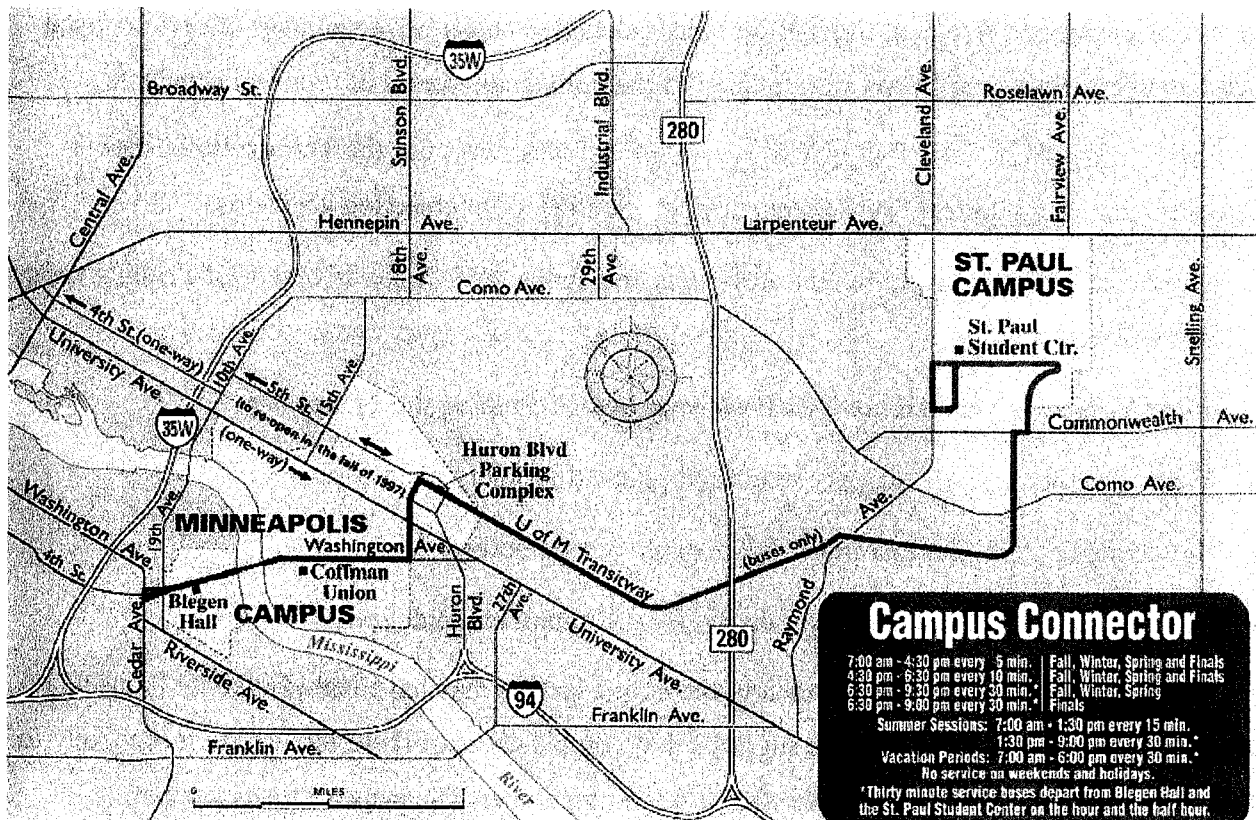 35W
Broadway St.
Stinson Blvd.
Industrial Blvd.
280
Cleveland Ave.
Roselawn Ave.
Fairview Ave.
Central Ave.
Hennepin Ave.
Larpenteur Ave.
18th Ave.
29th Ave.
Como Ave.
ST. PAUL
CAMPUS
St. Paul
Student Ctr.
Snelling Ave.
4th St.(one-way)
University Ave.
10th Ave.
5th St.
15th Ave.
(to re-open in the fall of 1997)
(one-way)
35W
Commonwealth Ave.
Huron Blvd
Parking
Complex
Como Ave.
Washington Ave.
19th Ave.
MINNEAPOLIS
Washington Ave.
U of M Transitway
(buses only)
Raymond Ave.
4th St.
Coffman
Union
Blegen
Hall
CAMPUS
Huron Blvd.
27th Ave.
University Ave.
280
Cedar Ave.
Riverside Ave.
Mississippi
River
94
Franklin Ave.
Franklin Ave.
0 MILES 1
Campus Connector
7:00 am - 4:30 pm every 5 min. | Fall, Winter, Spring and Finals
4:30 pm - 6:30 pm every 10 min. | Fall, Winter, Spring and Finals
6:30 pm - 9:30 pm every 30 min.* | Fall, Winter, Spring
6:30 pm - 9:00 pm every 30 min.* | Finals
Summer Sessions: 7:00 am - 1:30 pm every 15 min.
1:30 pm - 9:00 pm every 30 min.*
Vacation Periods: 7:00 am - 6:00 pm every 30 min.*
No service on weekends and holidays.
*Thirty minute service buses depart from Blegen Hall and
the St. Paul Student Center on the hour and the half hour.